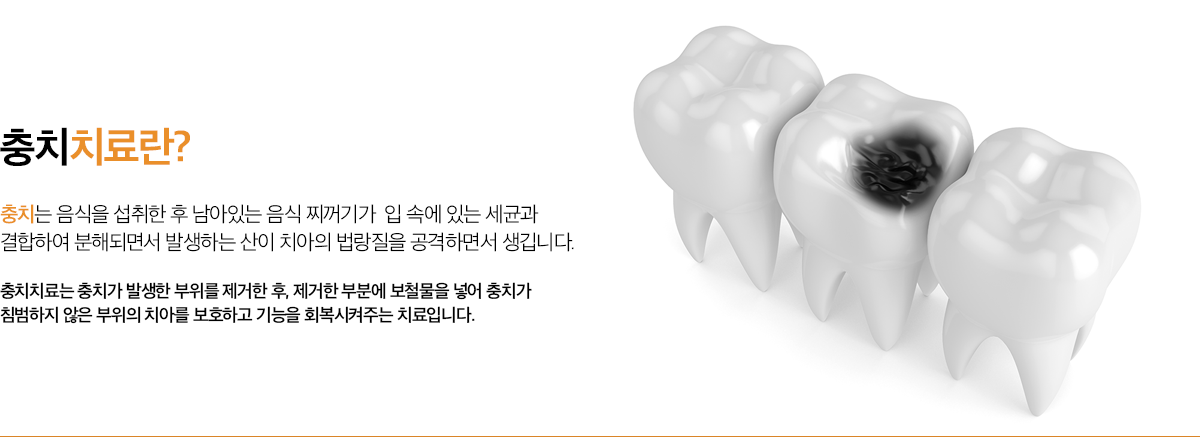 충치치료란?
충치는 음식을 섭취한 후 남아있는 음식 찌꺼기가 입 속에 있는 세균과
결합하여 분해되면서 발생하는 산이 치아의 법랑질을 공격하면서 생깁니다.
충치치료는 충치가 발생한 부위를 제거한 후, 제거한 부분에 보철물을 넣어 충치가
침범하지 않은 부위의 치아를 보호하고 기능을 회복시켜주는 치료입니다.